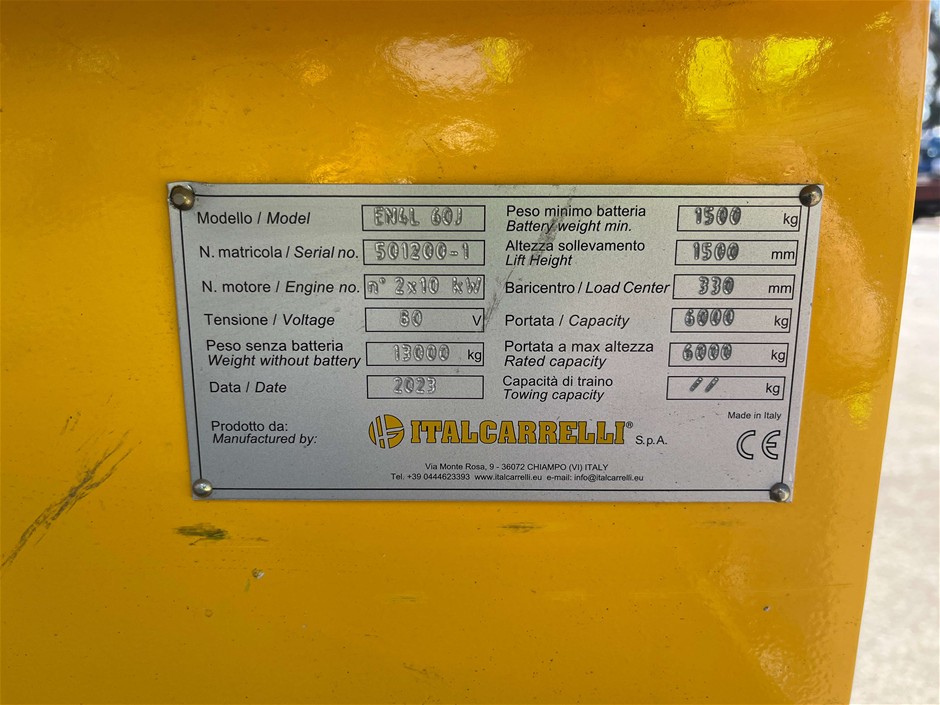 Modello / Model EN4L 60J
N. matricola / Serial no. 501200-1
N. motore / Engine no. n° 2x10 kW
Tensione / Voltage 80 V
Peso senza batteria
Weight without battery 13000 kg
Data / Date 2023
Peso minimo batteria
Battery weight min. 1500 kg
Altezza sollevamento
Lift Height 1500 mm
Baricentro / Load Center 330 mm
Portata / Capacity 6000 kg
Portata a max altezza
Rated capacity 6000 kg
Capacità di traino
Towing capacity // kg
Prodotto da:
Manufactured by:
ITALCARRELLI® S.p.A.
Made in Italy
CE
Via Monte Rosa, 9 - 36072 CHIAMPO (VI) ITALY
Tel. +39 0444623393 www.italcarrelli.eu e-mail: info@italcarrelli.eu